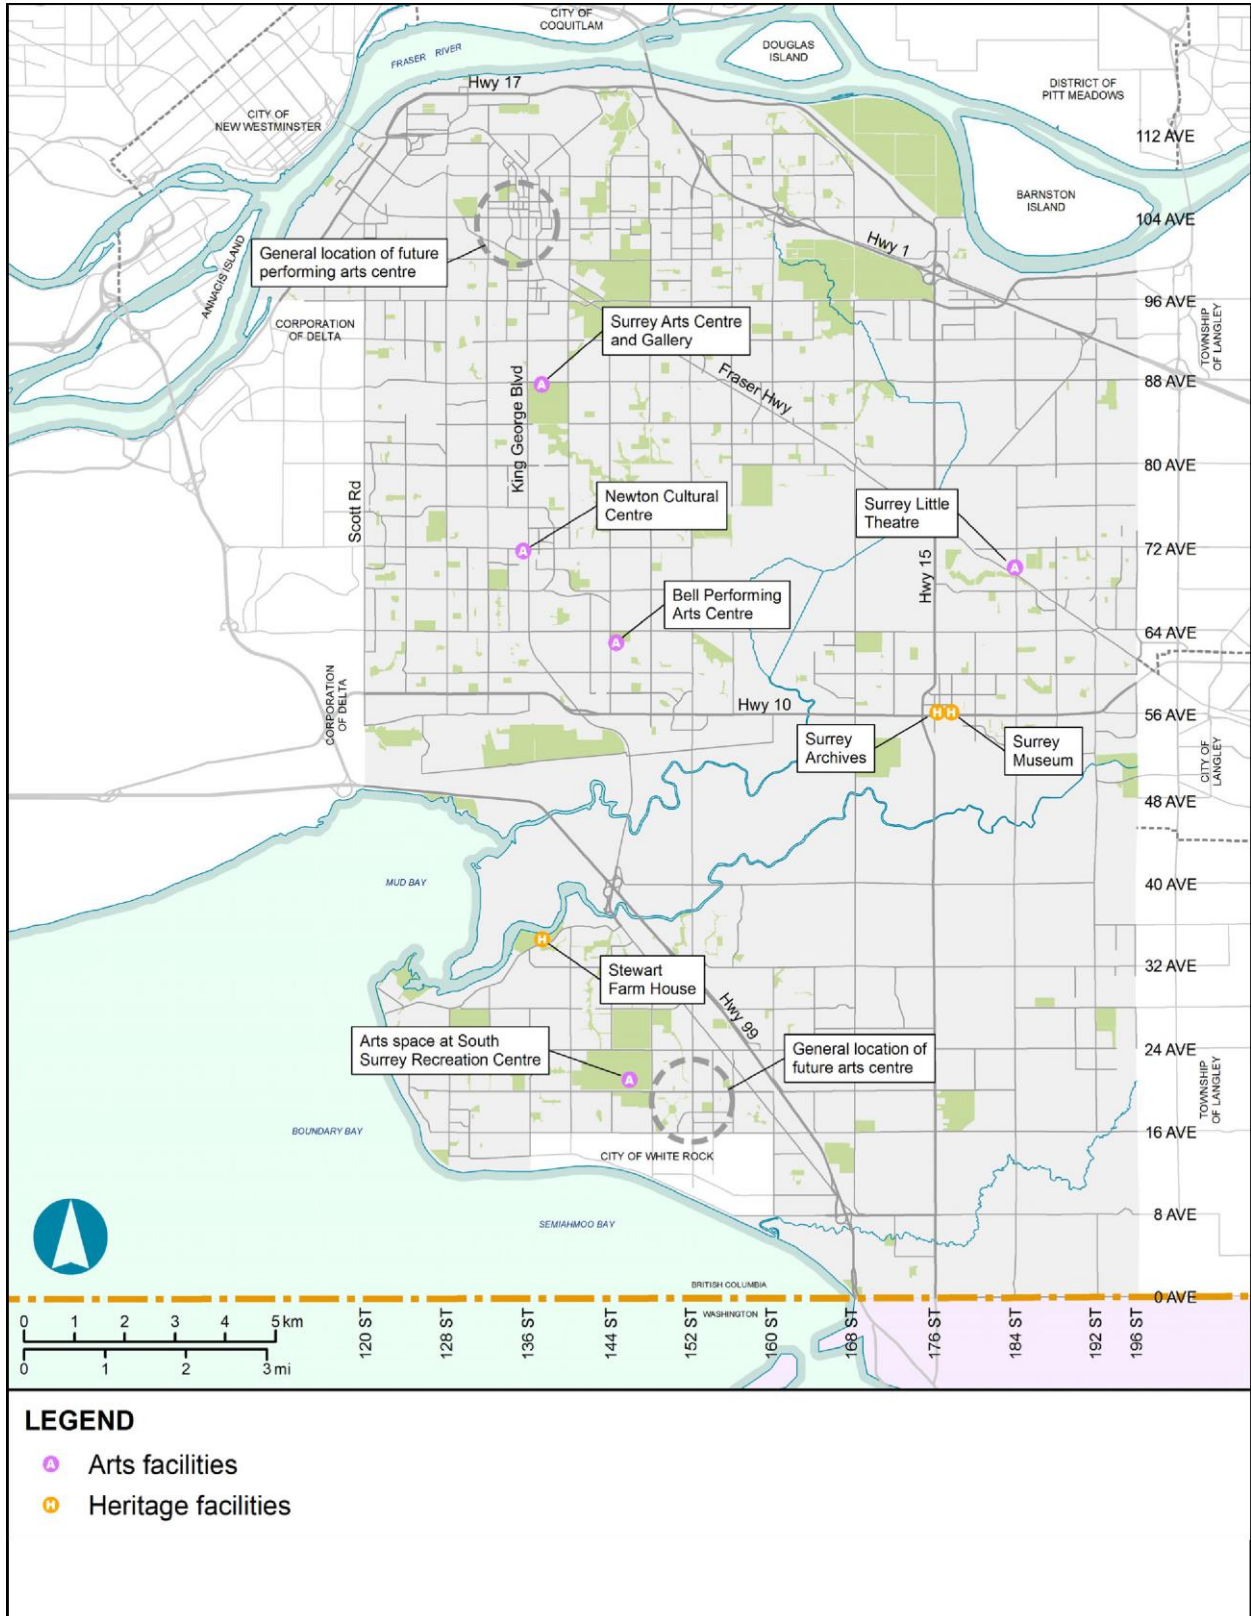 CITY OF
COQUITLAM
FRASER RIVER
DOUGLAS
ISLAND
Hwy 17
DISTRICT OF
PITT MEADOWS
CITY OF
NEW WESTMINSTER
112 AVE
BARNSTON
ISLAND
104 AVE
Hwy 1
General location of future
performing arts centre
ANNACIS ISLAND
96 AVE
CORPORATION
OF DELTA
Surrey Arts Centre
and Gallery
TOWNSHIP
OF LANGLEY
A
88 AVE
Fraser Hwy
King George Blvd
80 AVE
Scott Rd
Newton Cultural
Centre
Surrey Little
Theatre
A
72 AVE
A
Hwy 15
Bell Performing
Arts Centre
A
64 AVE
CORPORATION
OF DELTA
Hwy 10
H H
56 AVE
Surrey
Archives
Surrey
Museum
CITY OF
LANGLEY
48 AVE
MUD BAY
40 AVE
H
Stewart
Farm House
32 AVE
Hwy 99
Arts space at South
Surrey Recreation Centre
General location of
future arts centre
24 AVE
A
TOWNSHIP
OF LANGLEY
BOUNDARY BAY
16 AVE
CITY OF WHITE ROCK
SEMIAHMOO BAY
8 AVE
BRITISH COLUMBIA
0 AVE
WASHINGTON
0 1 2 3 4 5 km
0 1 2 3 mi
120 ST
128 ST
136 ST
144 ST
152 ST
160 ST
168 ST
176 ST
184 ST
192 ST
196 ST
LEGEND
A Arts facilities
H Heritage facilities